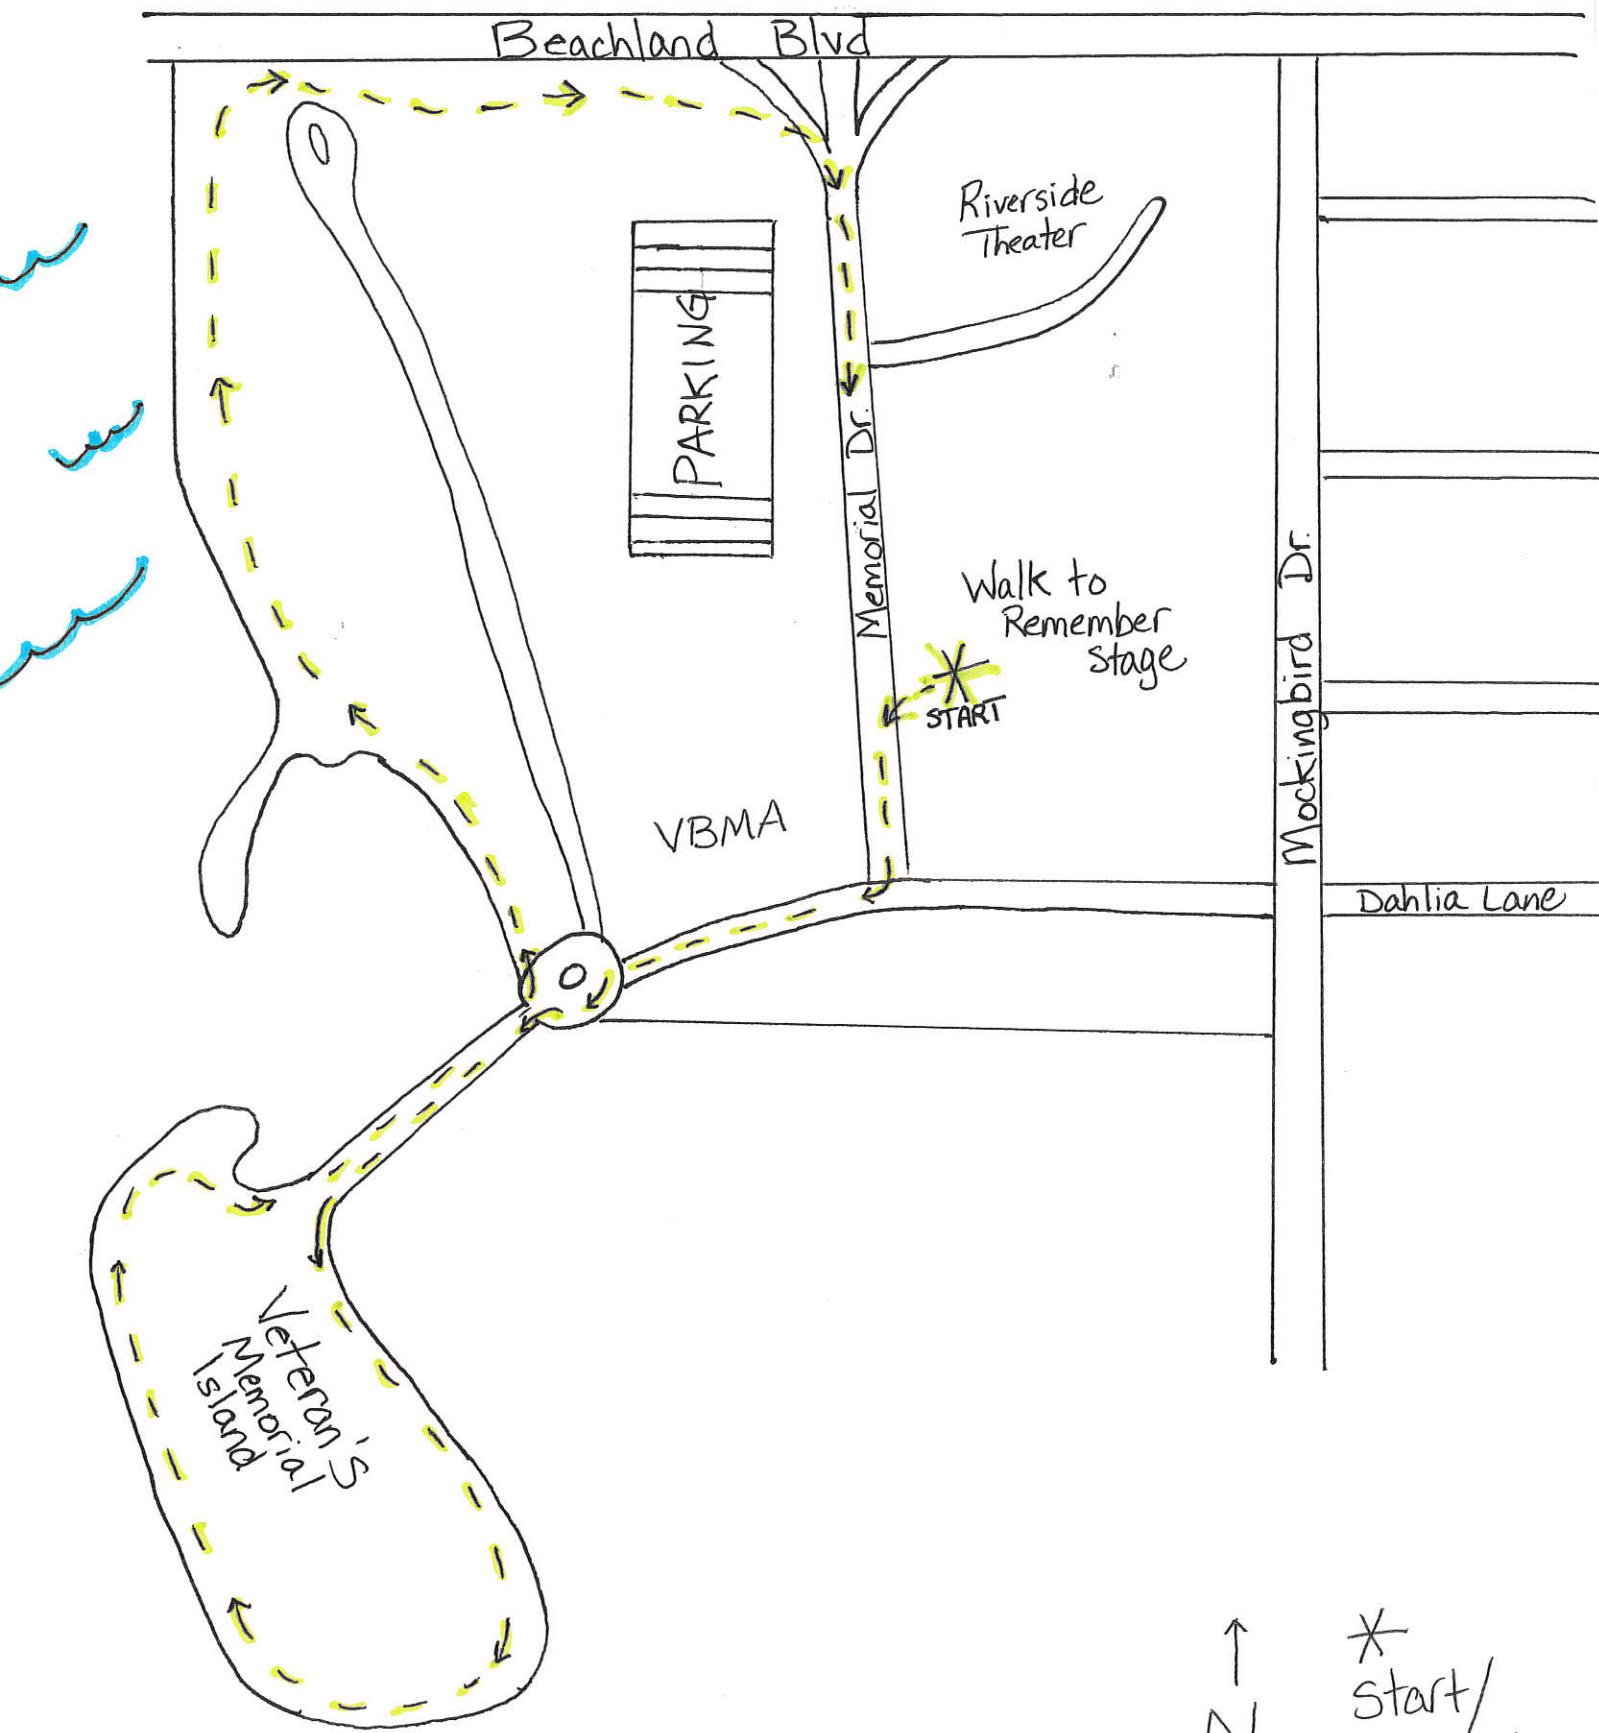 Beachland Blvd
Riverside
Theater
PARKING
Memorial Dr.
Walk to
Remember
Stage
START
Mockingbird Dr.
VBMA
Dahlia Lane
Veteran's
Memorial
Island
N
Start/